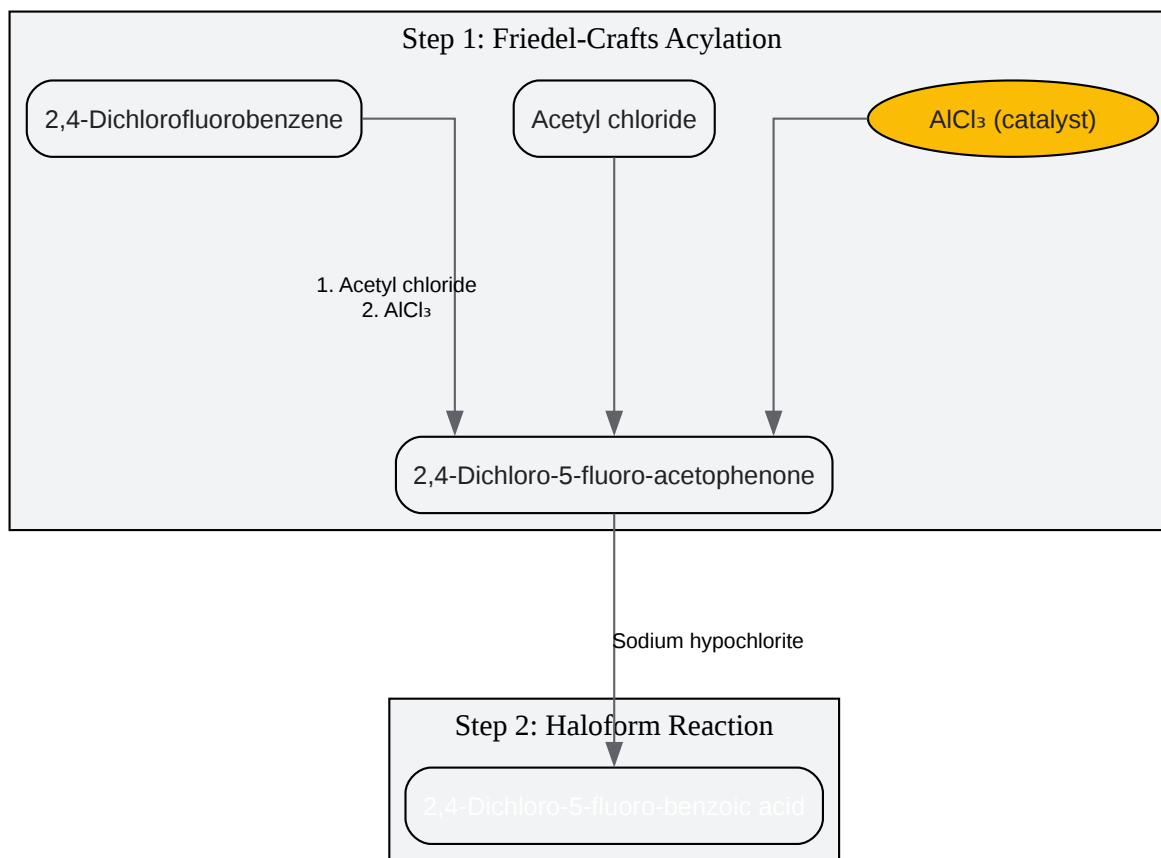 Step 1: Friedel-Crafts Acylation
2,4-Dichlorofluorobenzene
Acetyl chloride
AlCl₃ (catalyst)
1. Acetyl chloride
2. AlCl₃
2,4-Dichloro-5-fluoro-acetophenone
Sodium hypochlorite
Step 2: Haloform Reaction
2,4-Dichloro-5-fluoro-benzoic acid